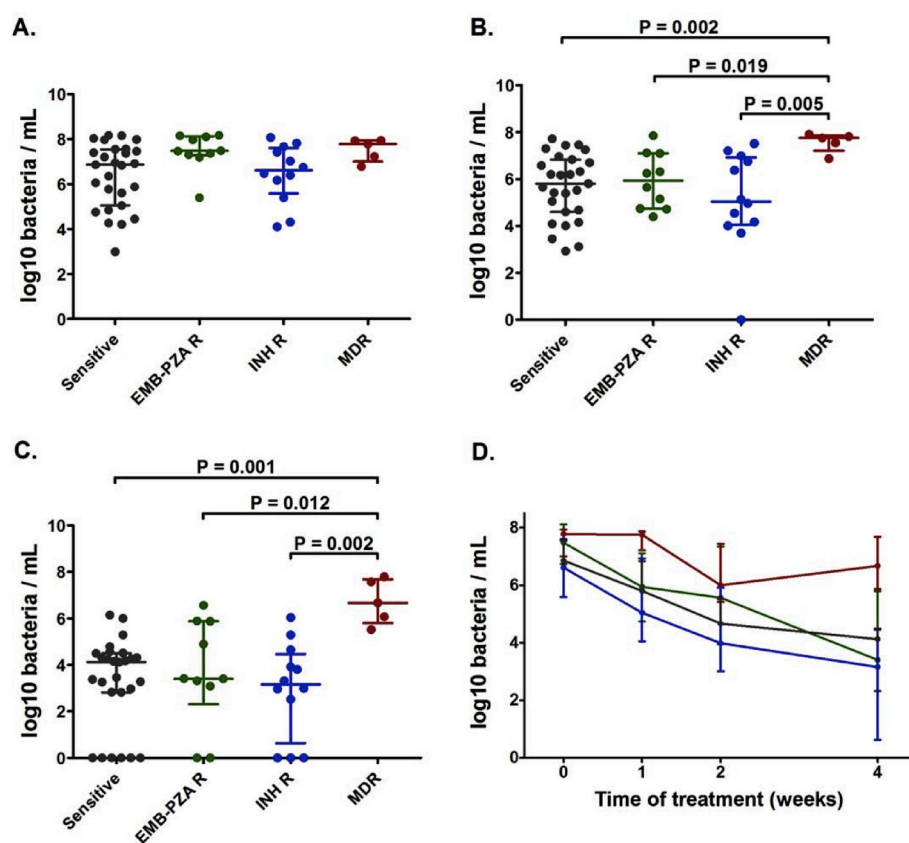 A.
log10 bacteria / mL
10
8
6
4
2
0
Sensitive
EMB-PZA R
INH R
MDR
B.
P = 0.002
P = 0.019
P = 0.005
log10 bacteria / mL
10
8
6
4
2
0
Sensitive
EMB-PZA R
INH R
MDR
C.
P = 0.001
P = 0.012
P = 0.002
log10 bacteria / mL
10
8
6
4
2
0
Sensitive
EMB-PZA R
INH R
MDR
D.
log10 bacteria / mL
8
6
4
2
0
0 1 2 4
Time of treatment (weeks)